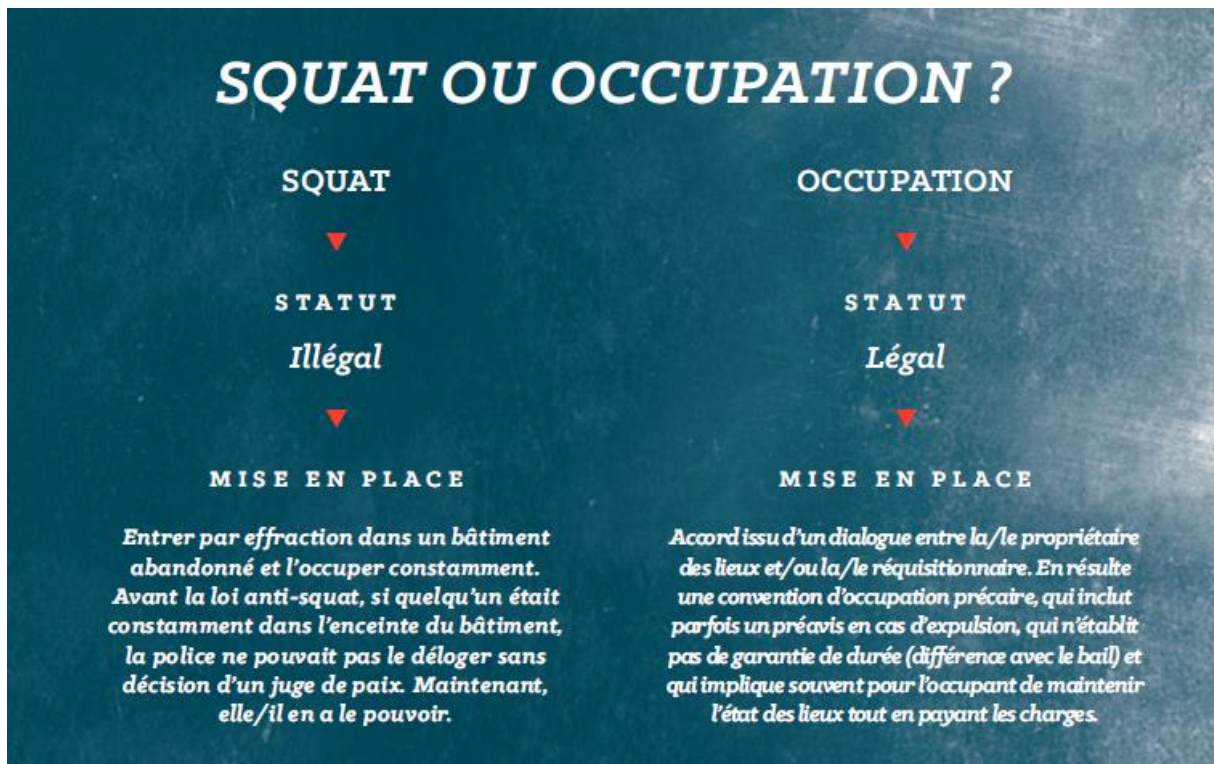 SQUAT OU OCCUPATION ?
SQUAT
STATUT
Illégal
MISE EN PLACE
Entrer par effraction dans un bâtiment
abandonné et l'occuper constamment.
Avant la loi anti-squat, si quelqu'un était
constamment dans l'enceinte du bâtiment,
la police ne pouvait pas le déloger sans
décision d'un juge de paix. Maintenant,
elle/il en a le pouvoir.
OCCUPATION
STATUT
Légal
MISE EN PLACE
Accord issu d'un dialogue entre la/le propriétaire
des lieux et/ou la/le réquisitionnaire. En résulte
une convention d'occupation précaire, qui inclut
parfois un préavis en cas d'expulsion, qui n'établit
pas de garantie de durée (différence avec le bail) et
qui implique souvent pour l'occupant de maintenir
l'état des lieux tout en payant les charges.